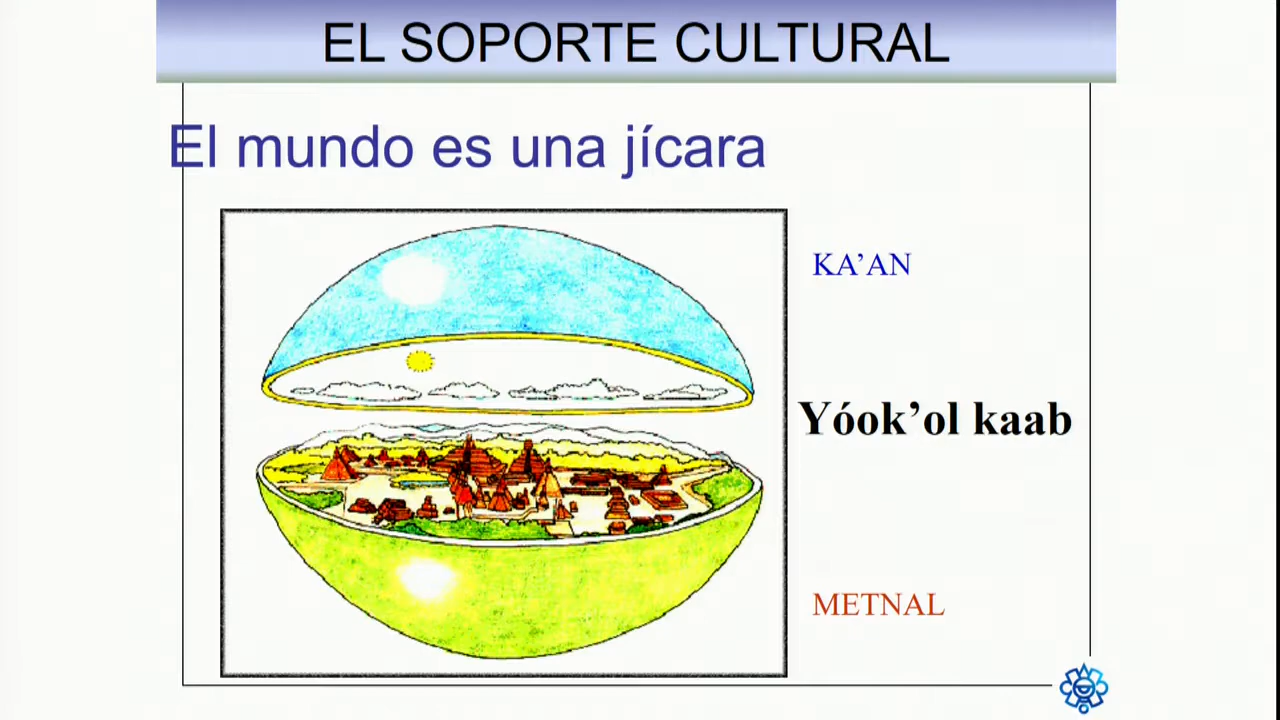 EL SOPORTE CULTURAL
El mundo es una jícara
KA’AN
Yóok’ol kaab
METNAL